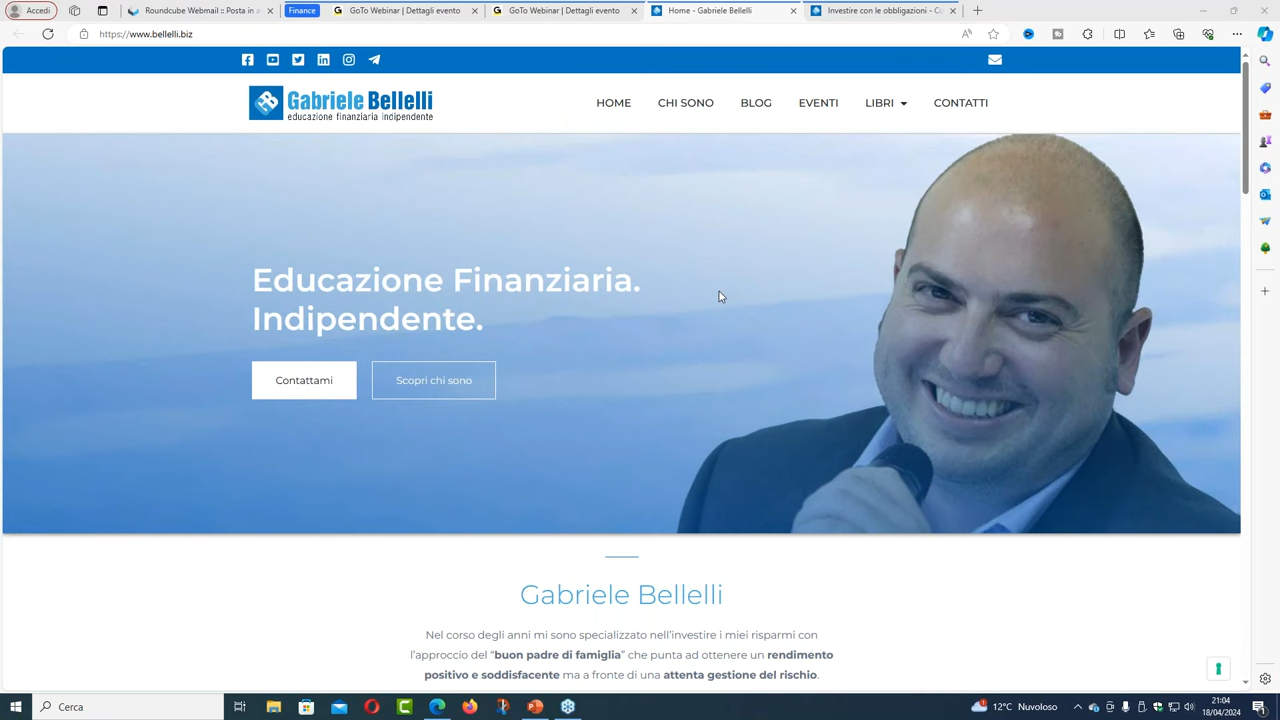 Accedi
Roundcube Webmail :: Posta in a
Finance
GoTo Webinar | Dettagli evento
GoTo Webinar | Dettagli evento
Home - Gabriele Bellelli
Investire con le obbligazioni - C
https://www.bellelli.biz
Gabriele Bellelli
educazione finanziaria indipendente
HOME
CHI SONO
BLOG
EVENTI
LIBRI
CONTATTI
Educazione Finanziaria.
Indipendente.
Contattami
Scopri chi sono
Gabriele Bellelli
Nel corso degli anni mi sono specializzato nell'investire i miei risparmi con
l'approccio del “buon padre di famiglia” che punta ad ottenere un rendimento
positivo e soddisfacente ma a fronte di una attenta gestione del rischio.
Cerca
12°C Nuvoloso
21:04
18/04/2024